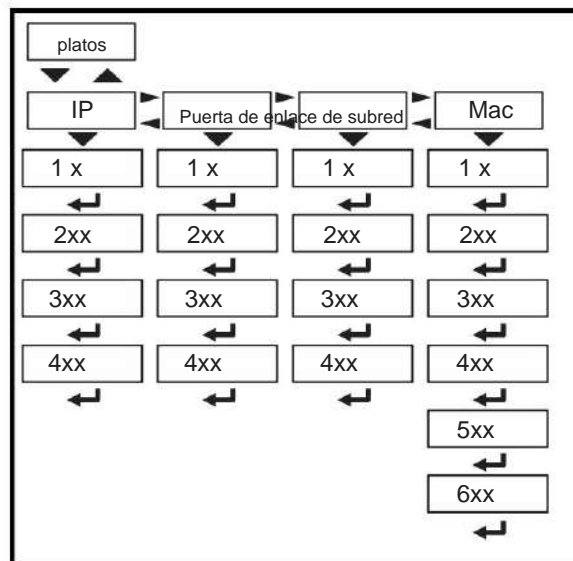 platos
IP Puerta de enlace de subred Mac
1 x 1 x 1 x 1 x
2xx 2xx 2xx 2xx
3xx 3xx 3xx 3xx
4xx 4xx 4xx 4xx
5xx
6xx